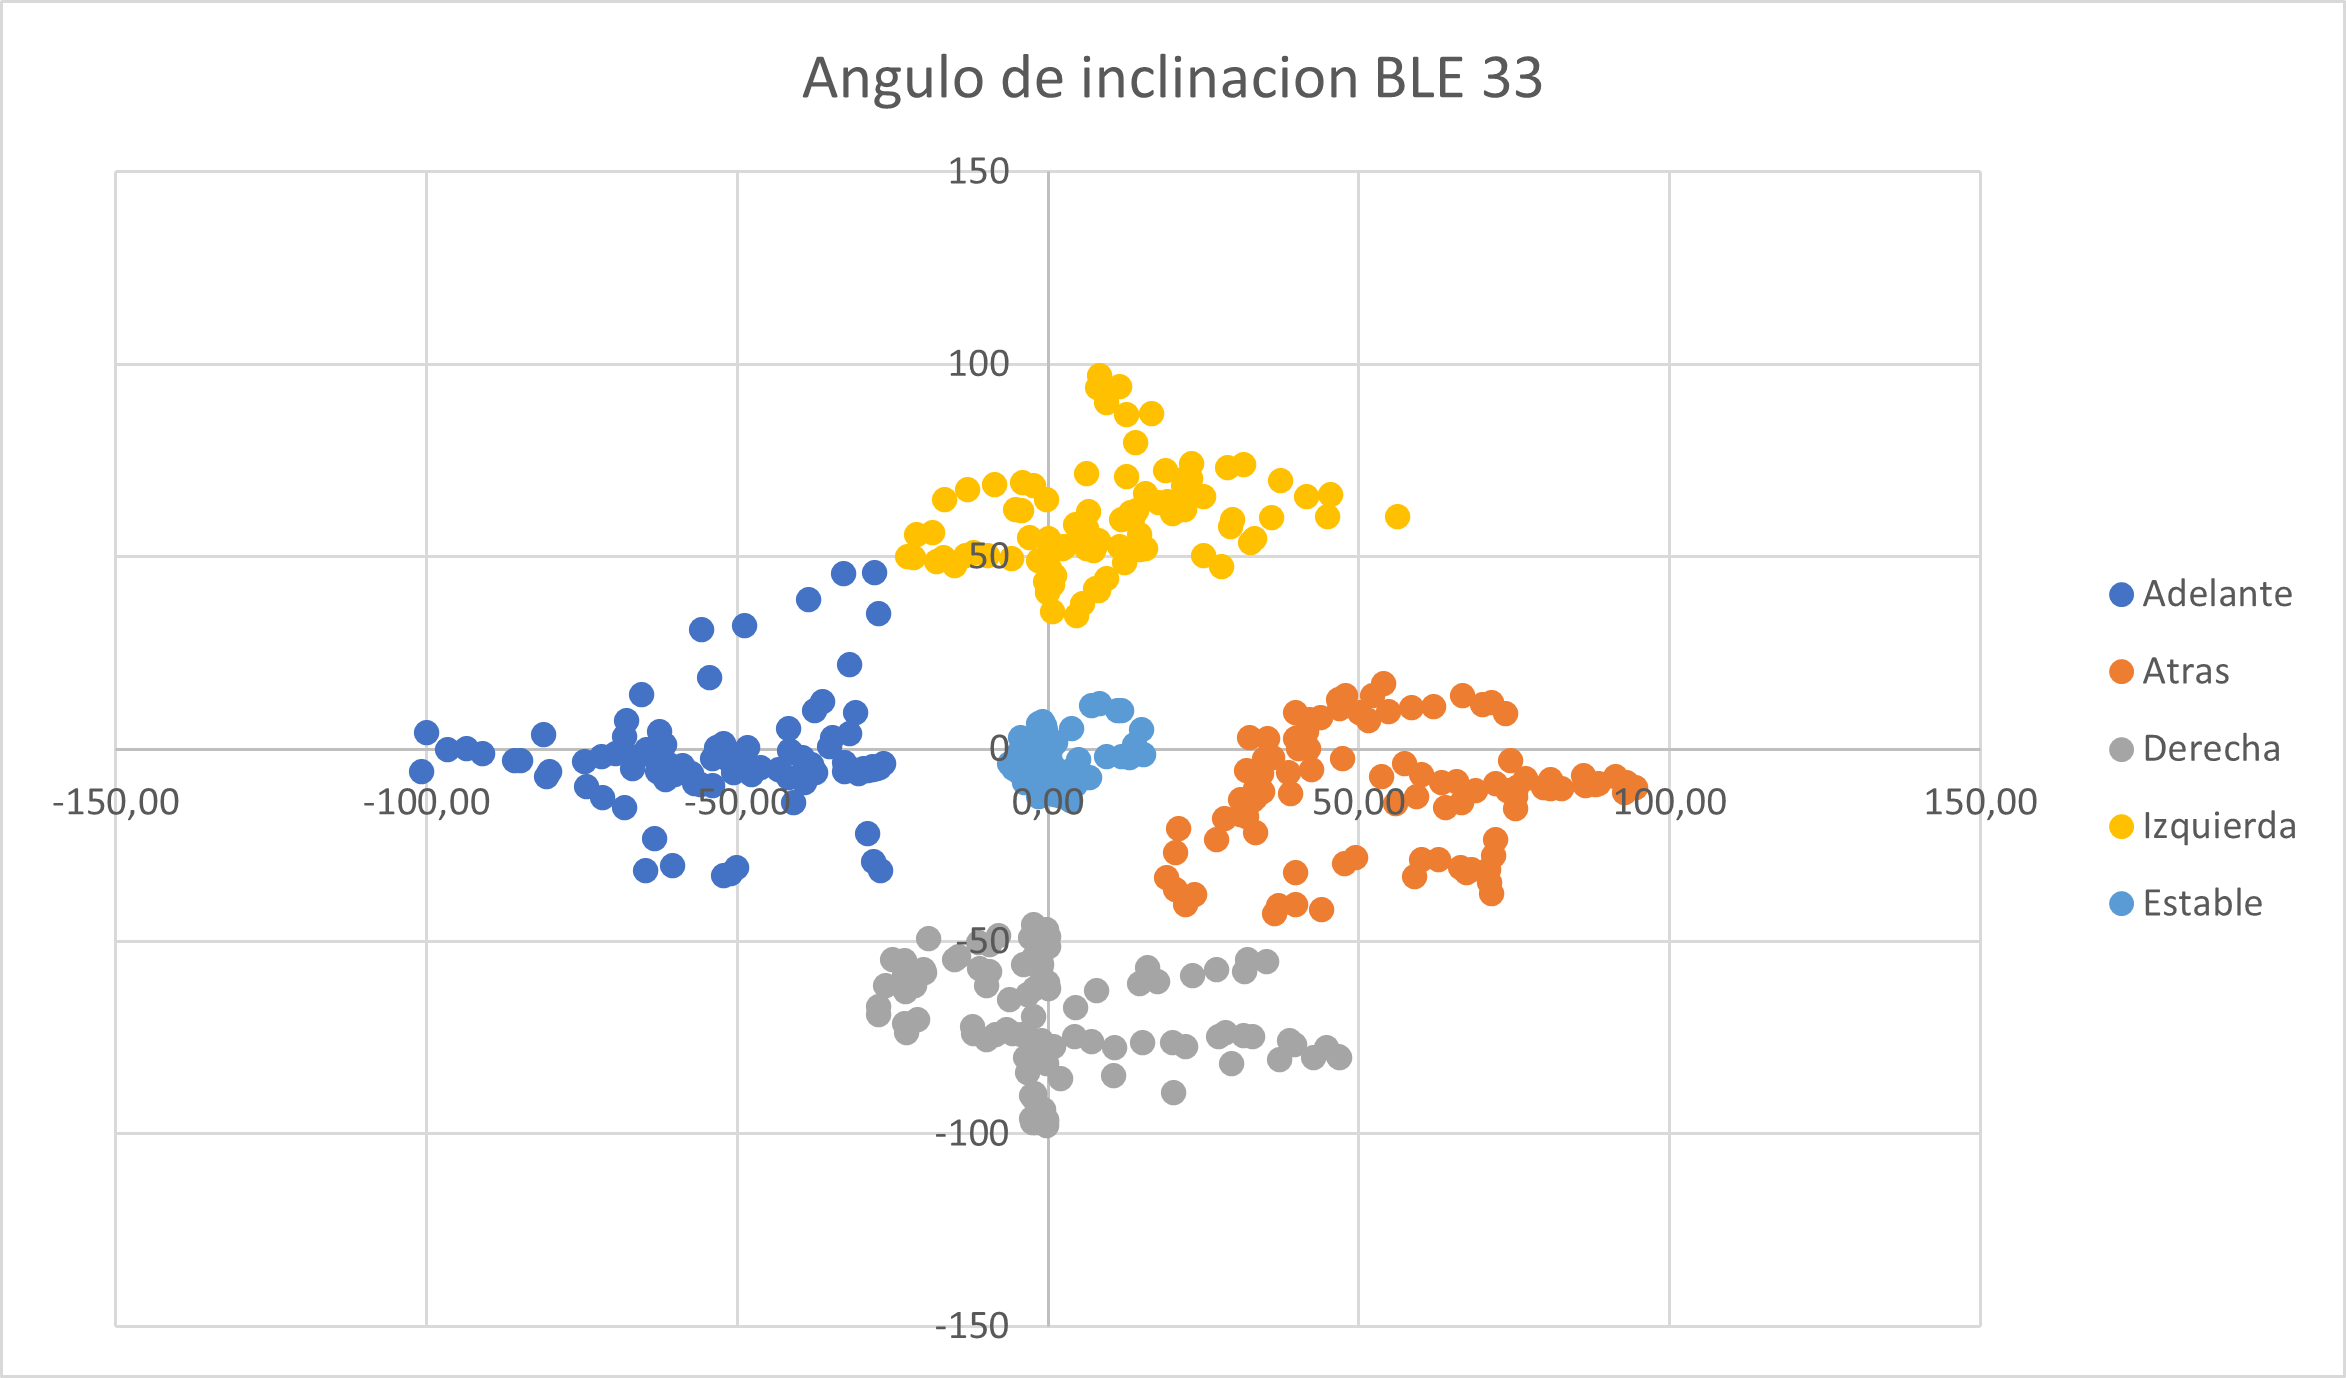 Angulo de inclinacion BLE 33
150
100
50
0
-150,00
-100,00
-50,00
0,00
50,00
100,00
150,00
-50
-100
-150
Adelante
Atras
Derecha
Izquierda
Estable